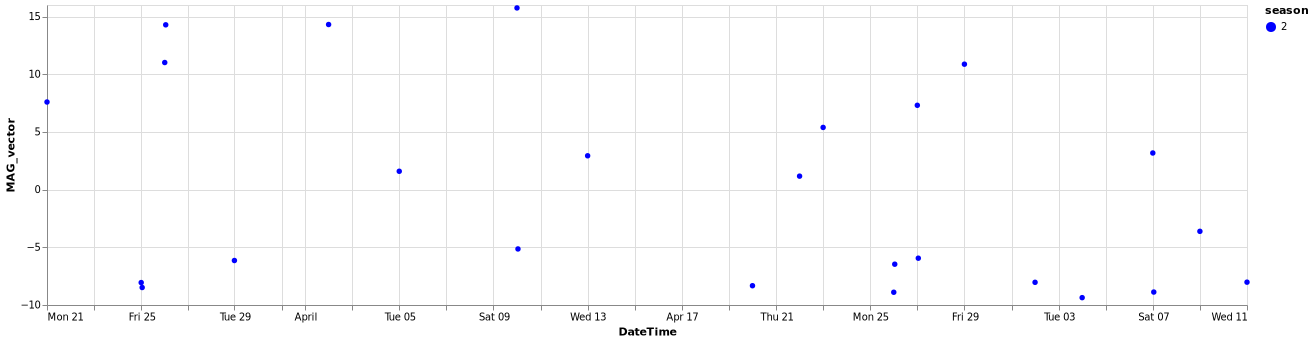 season
2
15
10
5
0
−5
−10
MAG_vector
Mon 21 Fri 25 Tue 29 April Tue 05 Sat 09 Wed 13 Apr 17 Thu 21 Mon 25 Fri 29 Tue 03 Sat 07 Wed 11
DateTime